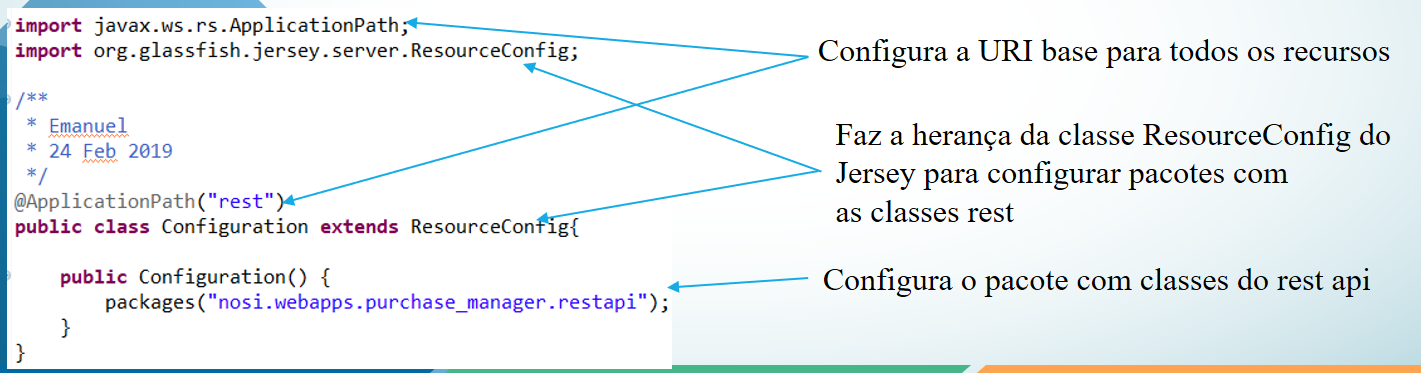 import javax.ws.rs.ApplicationPath;
import org.glassfish.jersey.server.ResourceConfig;
/**
 * Emanuel
 * 24 Feb 2019
 */
@ApplicationPath("rest")
public class Configuration extends ResourceConfig{
    public Configuration() {
        packages("nosi.webapps.purchase_manager.restapi");
    }
}
Configura a URI base para todos os recursos
Faz a herança da classe ResourceConfig do
Jersey para configurar pacotes com
as classes rest
Configura o pacote com classes do rest api